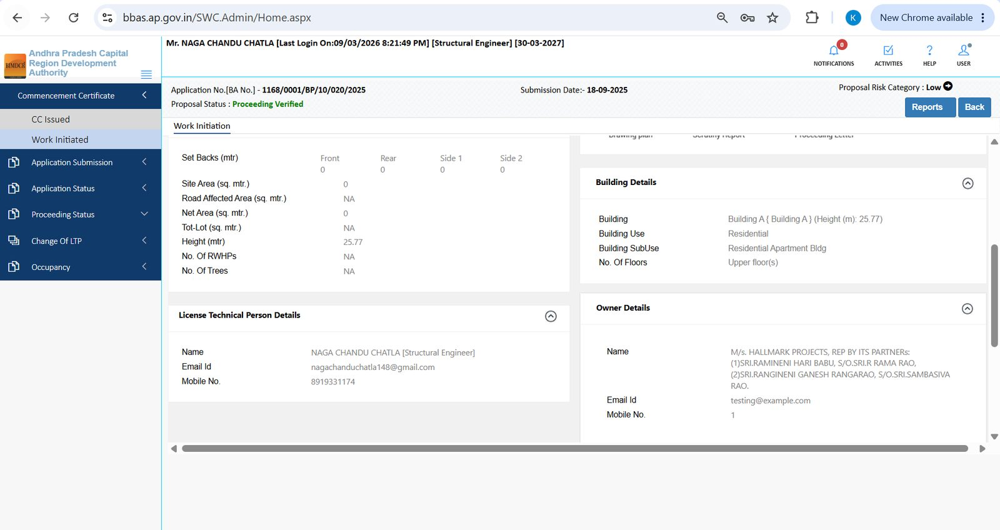 bbas.ap.gov.in/SWC.Admin/Home.aspx
K
New Chrome available
BIMDCR
Andhra Pradesh Capital
Region Development
Authority
Mr. NAGA CHANDU CHATLA [Last Login On:09/03/2026 8:21:49 PM] [Structural Engineer] [30-03-2027]
0
NOTIFICATIONS
ACTIVITIES
HELP
USER
Commencement Certificate
CC Issued
Work Initiated
Application Submission
Application Status
Proceeding Status
Change Of LTP
Occupancy
Application No.[BA No.] - 1168/0001/BP/10/020/2025
Submission Date:- 18-09-2025
Proposal Risk Category : Low
Proposal Status : Proceeding Verified
Reports
Back
Work Initiation
Drawing plan Scrutiny Report Proceeding Letter
Set Backs (mtr) Front Rear Side 1 Side 2
0 0 0 0
Site Area (sq. mtr.) 0
Road Affected Area (sq. mtr.) NA
Net Area (sq. mtr.) 0
Tot-Lot (sq. mtr.) NA
Height (mtr) 25.77
No. Of RWHPs NA
No. Of Trees NA
Building Details
Building Building A { Building A } (Height (m): 25.77)
Building Use Residential
Building SubUse Residential Apartment Bldg
No. Of Floors Upper floor(s)
License Technical Person Details
Name NAGA CHANDU CHATLA [Structural Engineer]
Email Id nagachanduchatla148@gmail.com
Mobile No. 8919331174
Owner Details
Name M/s. HALLMARK PROJECTS, REP BY ITS PARTNERs:
(1)SRI.RAMINENI HARI BABU, S/O.SRI.R RAMA RAO,
(2)SRI.RANGINENI GANESH RANGARAO, S/O.SRI.SAMBASIVA
RAO.
Email Id testing@example.com
Mobile No. 1